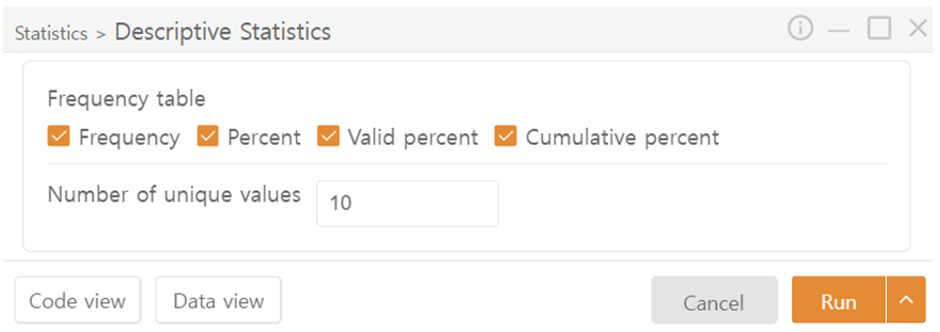 Statistics > Descriptive Statistics
Frequency table
Frequency Percent Valid percent Cumulative percent
Number of unique values 10
Code view Data view Cancel Run